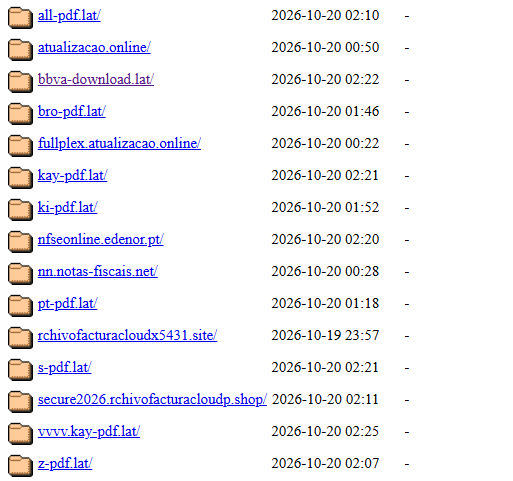 all-pdf.lat/ 2026-10-20 02:10 -
atualizacao.online/ 2026-10-20 00:50 -
bbva-download.lat/ 2026-10-20 02:22 -
bro-pdf.lat/ 2026-10-20 01:46 -
fullplex.atualizacao.online/ 2026-10-20 00:22 -
kay-pdf.lat/ 2026-10-20 02:21 -
ki-pdf.lat/ 2026-10-20 01:52 -
nfseonline.edenor.pt/ 2026-10-20 02:20 -
nn.notas-fiscais.net/ 2026-10-20 00:28 -
pt-pdf.lat/ 2026-10-20 01:18 -
rchivofacturacloudx5431.site/ 2026-10-19 23:57 -
s-pdf.lat/ 2026-10-20 02:21 -
secure2026.rchivofacturacloudp.shop/ 2026-10-20 02:11 -
vvvv.kay-pdf.lat/ 2026-10-20 02:25 -
z-pdf.lat/ 2026-10-20 02:07 -